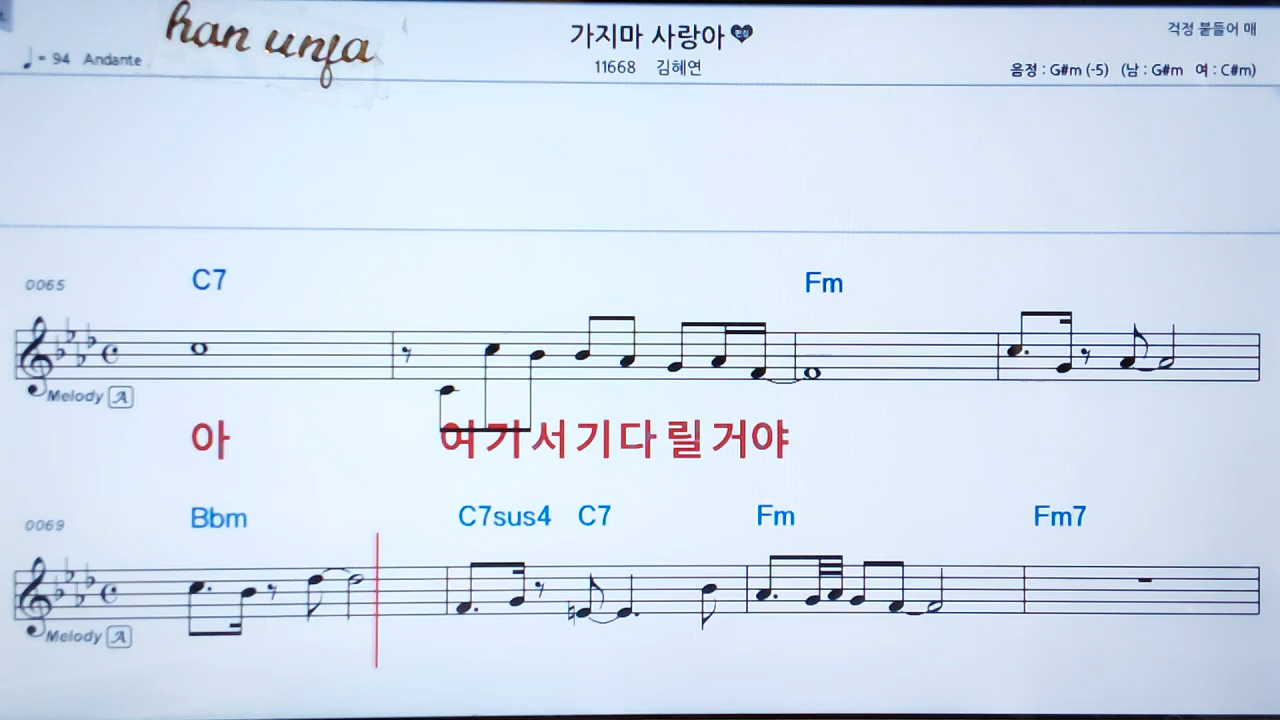 han unja
가지마 사랑아
걱정 붙들어 매
♩= 94 Andante
11668 김혜연
음정 : G#m (-5) (남 : G#m 여 : C#m)
0065 C7 Fm
Melody A
아 여기서기다릴거야
0069 Bbm C7sus4 C7 Fm Fm7
Melody A